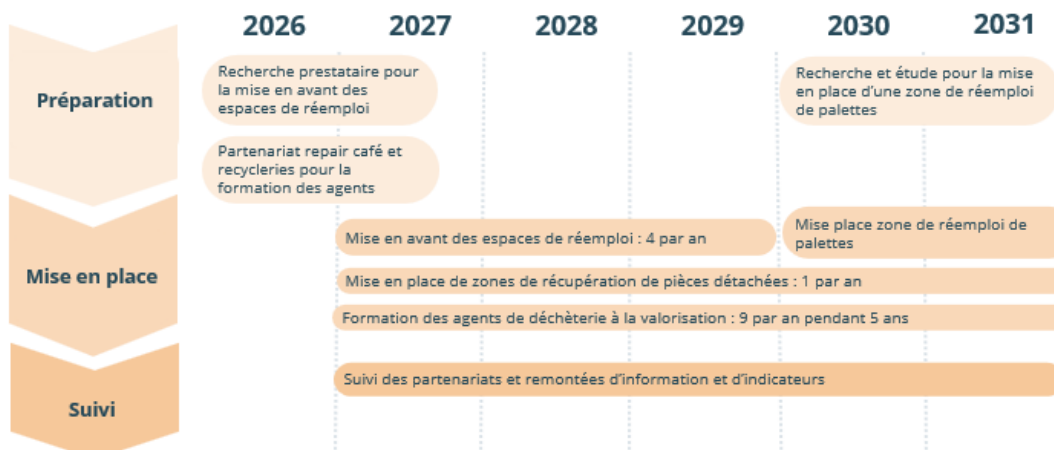 2026 2027 2028 2029 2030 2031
Préparation
Recherche prestataire pour
la mise en avant des
espaces de réemploi
Recherche et étude pour la mise
en place d'une zone de réemploi
de palettes
Partenariat repair café et
recycleries pour la
formation des agents
Mise en place
Mise en avant des espaces de réemploi : 4 par an
Mise place zone de réemploi de
palettes
Mise en place de zones de récupération de pièces détachées : 1 par an
Formation des agents de déchèterie à la valorisation : 9 par an pendant 5 ans
Suivi
Suivi des partenariats et remontées d'information et d'indicateurs